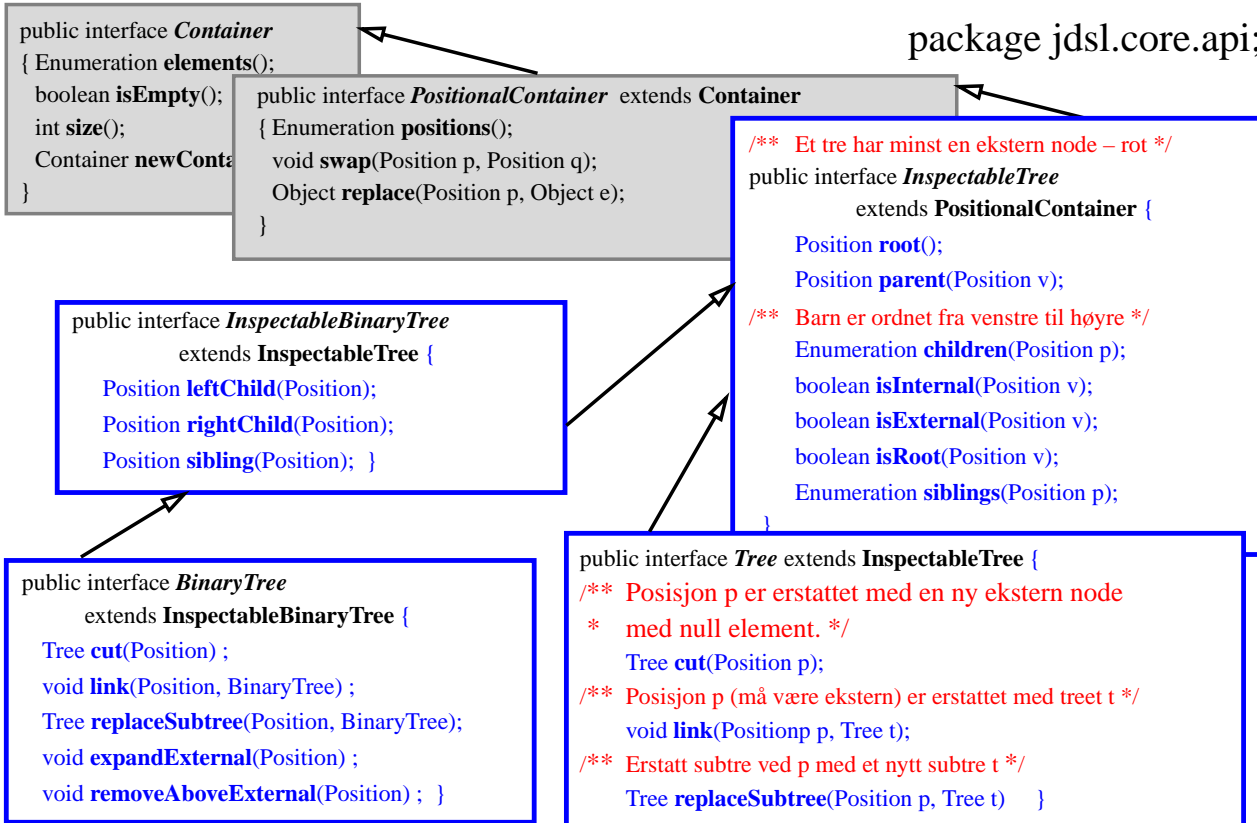 package jdsl.core.api;
public interface Container
{ Enumeration elements();
boolean isEmpty();
int size();
Container newConta
}
public interface PositionalContainer extends Container
{ Enumeration positions();
void swap(Position p, Position q);
Object replace(Position p, Object e);
}
/** Et tre har minst en ekstern node – rot */
public interface InspectableTree
extends PositionalContainer {
Position root();
Position parent(Position v);
/** Barn er ordnet fra venstre til høyre */
Enumeration children(Position p);
boolean isInternal(Position v);
boolean isExternal(Position v);
boolean isRoot(Position v);
Enumeration siblings(Position p);
}
public interface InspectableBinaryTree
extends InspectableTree {
Position leftChild(Position);
Position rightChild(Position);
Position sibling(Position); }
public interface BinaryTree
extends InspectableBinaryTree {
Tree cut(Position) ;
void link(Position, BinaryTree) ;
Tree replaceSubtree(Position, BinaryTree);
void expandExternal(Position) ;
void removeAboveExternal(Position) ; }
public interface Tree extends InspectableTree {
/** Posisjon p er erstattet med en ny ekstern node
* med null element. */
Tree cut(Position p);
/** Posisjon p (må være ekstern) er erstattet med treet t */
void link(Positionp p, Tree t);
/** Erstatt subtre ved p med et nytt subtre t */
Tree replaceSubtree(Position p, Tree t) }